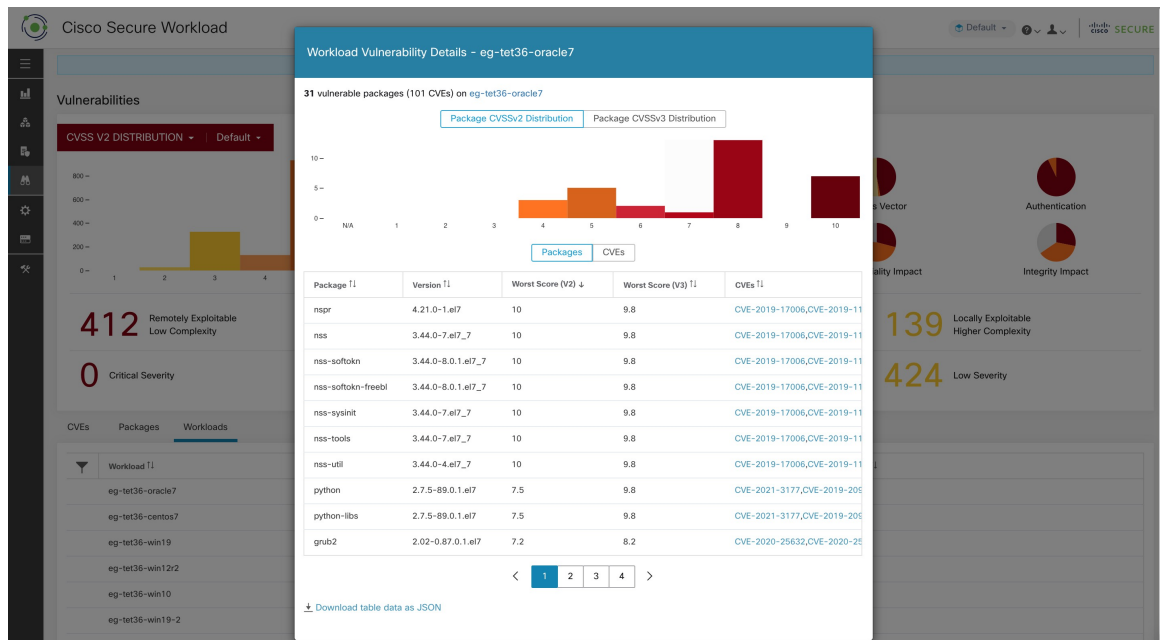 Cisco Secure Workload
Default
CISCO SECURE
Vulnerabilities
CVSS V2 DISTRIBUTION Default
800
600
400
200
0
1 2 3 4
412 Remotely Exploitable
Low Complexity
0 Critical Severity
CVEs Packages Workloads
Workload
eg-tet36-oracle7
eg-tet36-centos7
eg-tet36-win19
eg-tet36-win12r2
eg-tet36-win10
eg-tet36-win19-2
Workload Vulnerability Details - eg-tet36-oracle7
31 vulnerable packages (101 CVEs) on eg-tet36-oracle7
Package CVSSv2 Distribution Package CVSSv3 Distribution
10
5
0
N/A 1 2 3 4 5 6 7 8 9 10
Packages CVEs
Package Version Worst Score (V2) Worst Score (V3) CVEs
nspr 4.21.0-1.el7 10 9.8 CVE-2019-17006,CVE-2019-11
nss 3.44.0-7.el7_7 10 9.8 CVE-2019-17006,CVE-2019-11
nss-softokn 3.44.0-8.0.1.el7_7 10 9.8 CVE-2019-17006,CVE-2019-11
nss-softokn-freebl 3.44.0-8.0.1.el7_7 10 9.8 CVE-2019-17006,CVE-2019-11
nss-sysinit 3.44.0-7.el7_7 10 9.8 CVE-2019-17006,CVE-2019-11
nss-tools 3.44.0-7.el7_7 10 9.8 CVE-2019-17006,CVE-2019-11
nss-util 3.44.0-4.el7_7 10 9.8 CVE-2019-17006,CVE-2019-11
python 2.7.5-89.0.1.el7 7.5 9.8 CVE-2021-3177,CVE-2019-209
python-libs 2.7.5-89.0.1.el7 7.5 9.8 CVE-2021-3177,CVE-2019-209
grub2 2.02-0.87.0.1.el7 7.2 8.2 CVE-2020-25632,CVE-2020-25
1 2 3 4
Download table data as JSON
s Vector
Authentication
ality Impact
Integrity Impact
139 Locally Exploitable
Higher Complexity
424 Low Severity